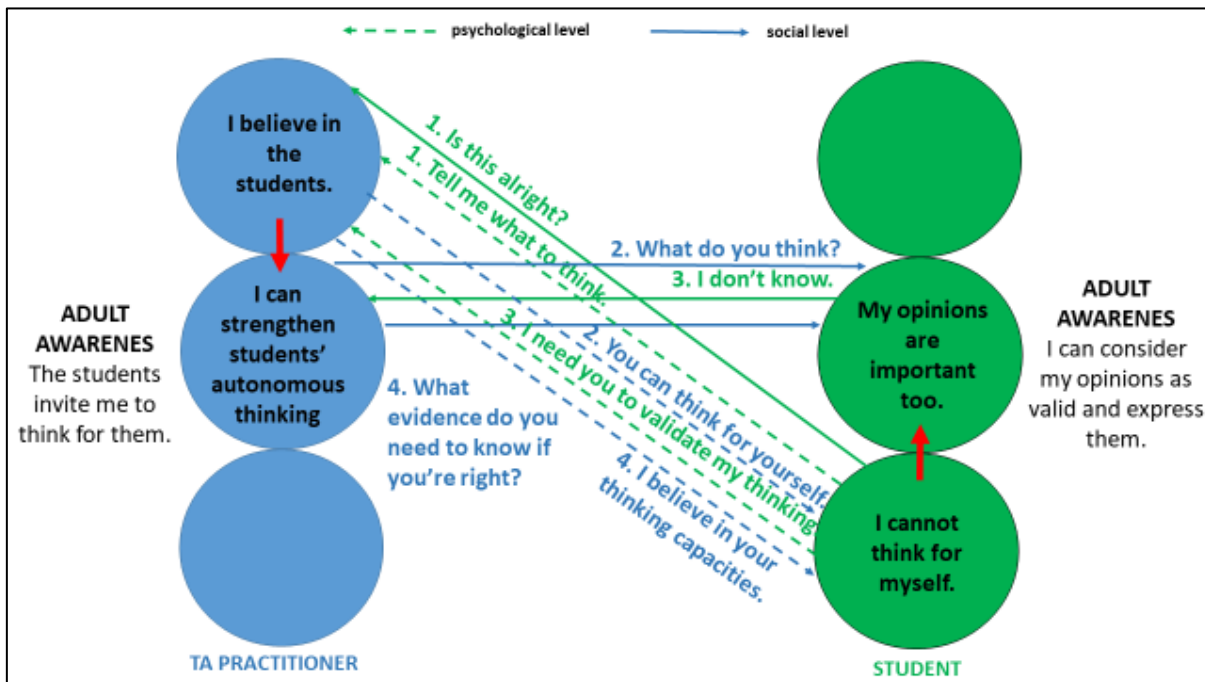 psychological level
social level
I believe in
the
students.
1. Is this alright?
1. Tell me what to think.
2. What do you think?
3. I don't know.
I can
strengthen
students'
autonomous
thinking
ADULT
AWARENES
The students
invite me to
think for them.
4. What
evidence do you
need to know if
you're right?
2. You can think for yourself.
3. I need you to validate my thinking
4. I believe in your
thinking capacities.
My opinions
are
important
too.
ADULT
AWARENES
I can consider
my opinions as
valid and express
them.
I cannot
think for
myself.
TA PRACTITIONER
STUDENT